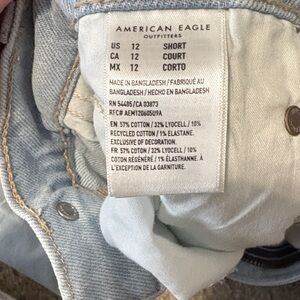 AMERICAN EAGLE
OUTFITTERS
US 12 SHORT
CA 12 COURT
MX 12 CORTO
MADE IN BANGLADESH / FABRIQUÉ AU
BANGLADESH / HECHO EN BANGLADESH
RN 54485/CA 03873
RFC# AEM12060509A
EN: 57% COTTON / 32% LYOCELL / 10%
RECYCLED COTTON / 1% ELASTANE.
EXCLUSIVE OF DECORATION.
FR: 57% COTON / 32% LYOCELL / 10%
COTON RÉGÉNÉRÉ / 1% ÉLASTHANNE. À
L'EXCEPTION DE LA GARNITURE.